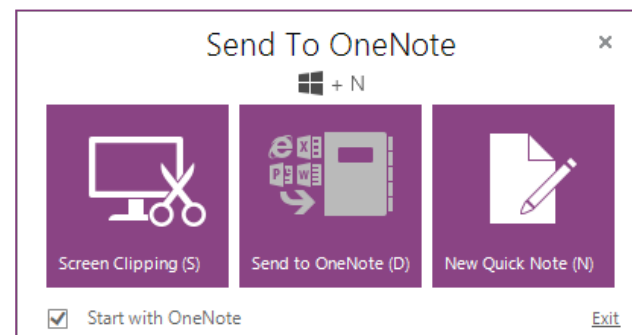 Send To OneNote
+ N
Screen Clipping (S)
Send to OneNote (D)
New Quick Note (N)
Start with OneNote
Exit